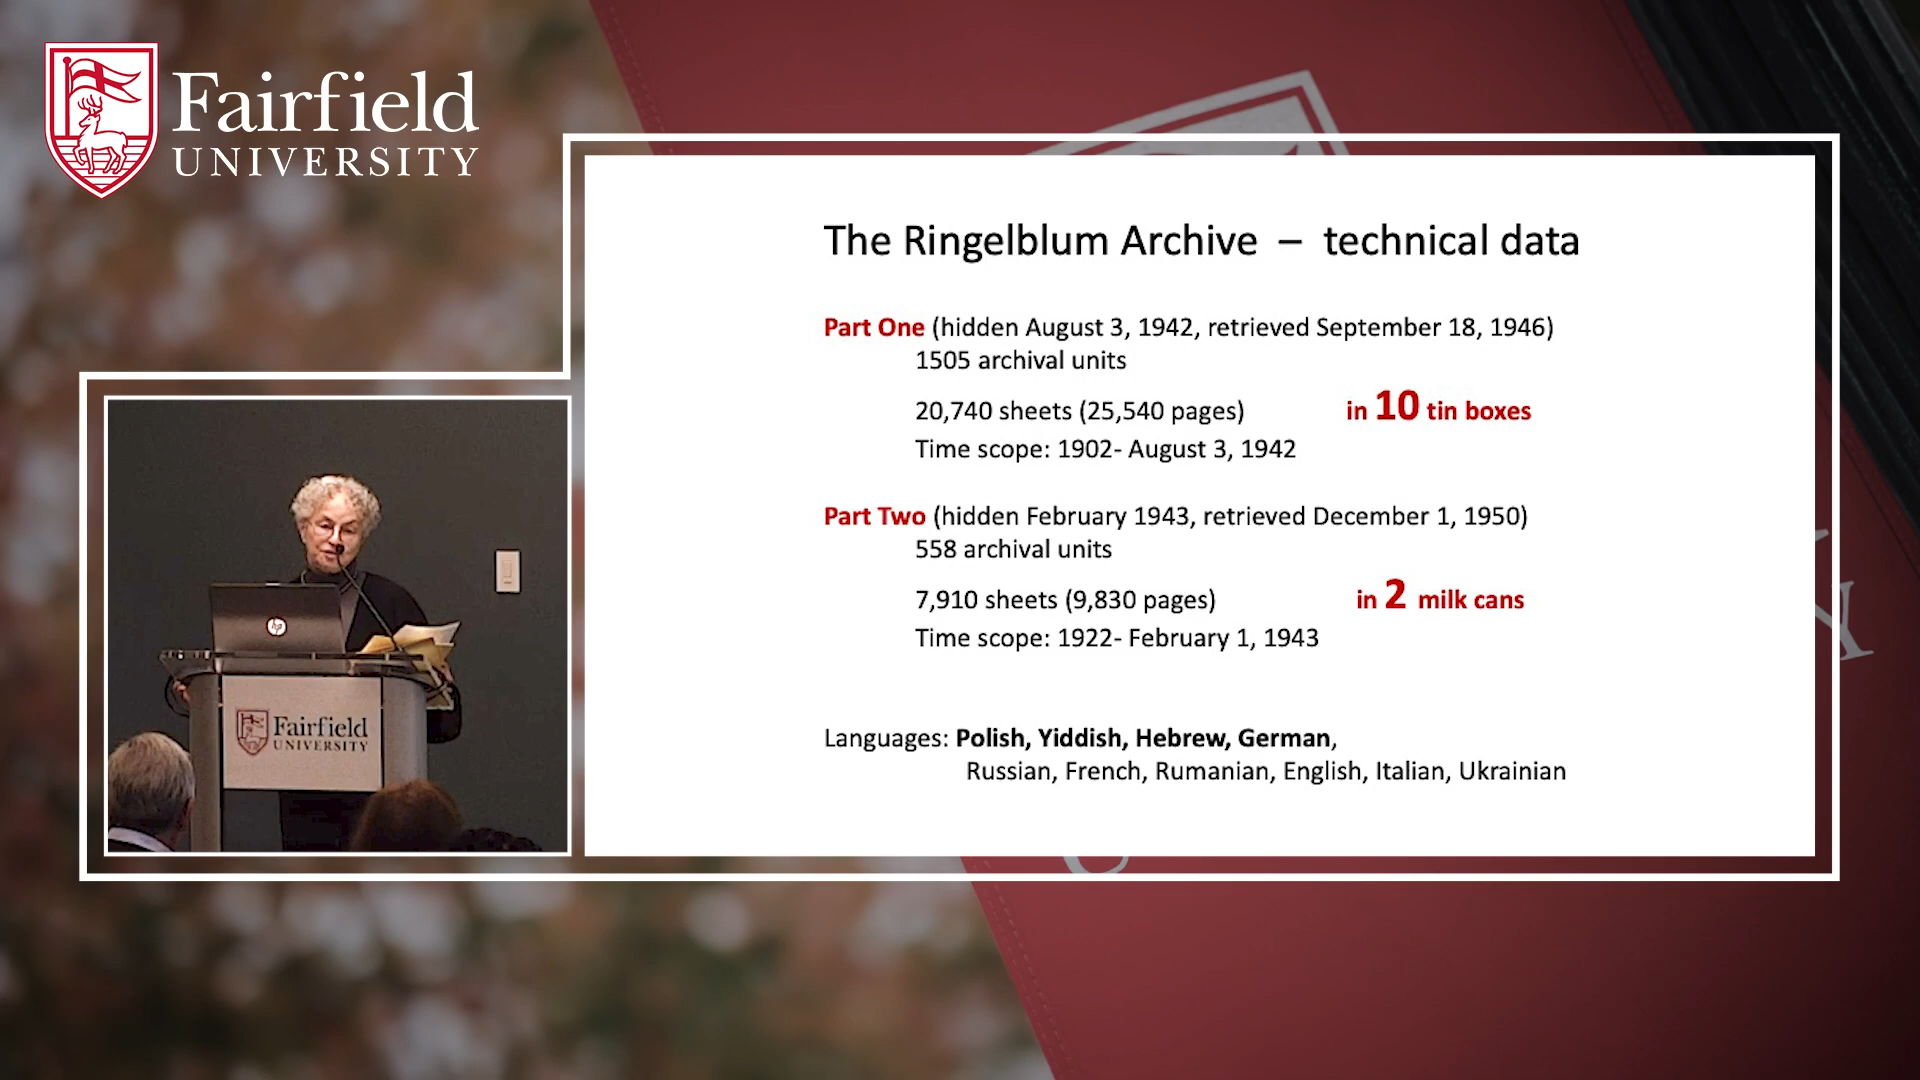 Fairfield
UNIVERSITY
The Ringelblum Archive – technical data
Part One (hidden August 3, 1942, retrieved September 18, 1946)
1505 archival units
20,740 sheets (25,540 pages) in 10 tin boxes
Time scope: 1902- August 3, 1942
Part Two (hidden February 1943, retrieved December 1, 1950)
558 archival units
7,910 sheets (9,830 pages) in 2 milk cans
Time scope: 1922- February 1, 1943
Languages: Polish, Yiddish, Hebrew, German,
Russian, French, Rumanian, English, Italian, Ukrainian
hp
Fairfield
UNIVERSITY